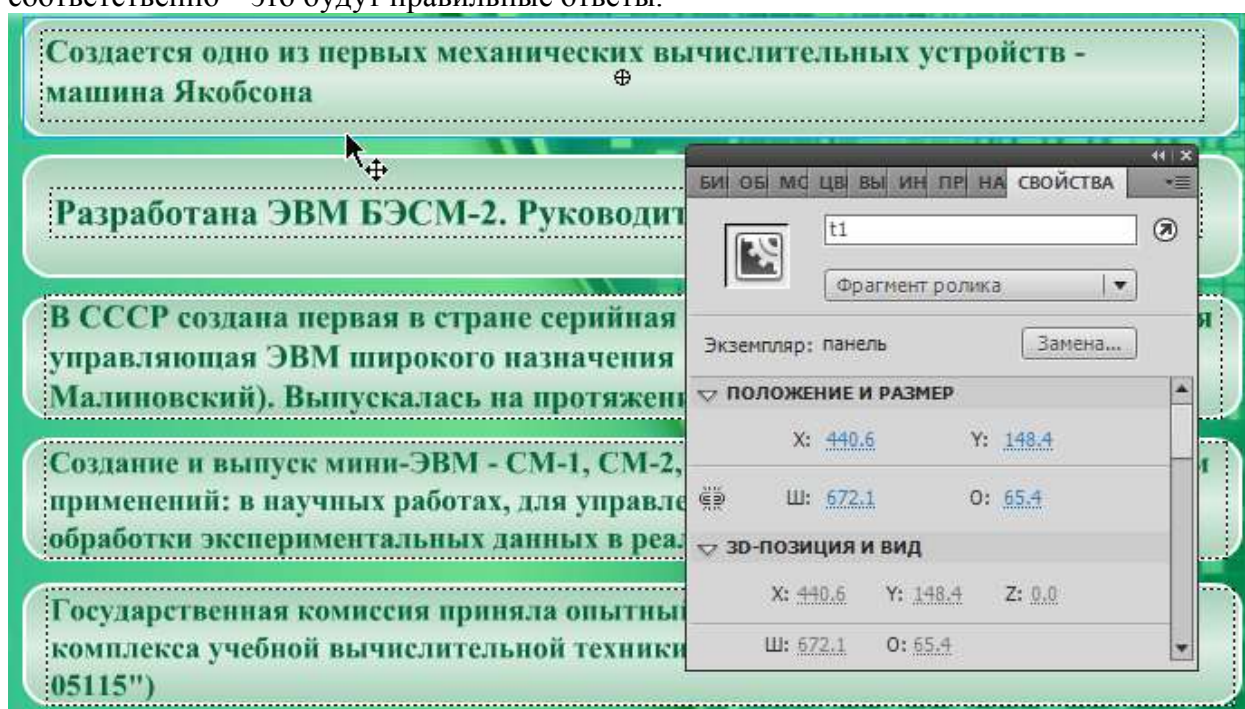 соответственно – это будут правильные ответы.
Создается одно из первых механических вычислительных устройств -
машина Якобсона
Разработана ЭВМ БЭСМ-2. Руководит
В СССР создана первая в стране серийная я
управляющая ЭВМ широкого назначения
Малиновский). Выпускалась на протяжени
Создание и выпуск мини-ЭВМ - СМ-1, СМ-2,
применений: в научных работах, для управле
обработки экспериментальных данных в реал
Государственная комиссия приняла опытный
комплекса учебной вычислительной техники
05115")
БИ ОБ МО ЦВ ВЫ ИН ПР НА СВОЙСТВА
t1
Фрагмент ролика
Экземпляр: панель Замена...
ПОЛОЖЕНИЕ И РАЗМЕР
X: 440.6 Y: 148.4
Ш: 672.1 О: 65.4
3D-ПОЗИЦИЯ И ВИД
X: 440.6 Y: 148.4 Z: 0.0
Ш: 672.1 О: 65.4